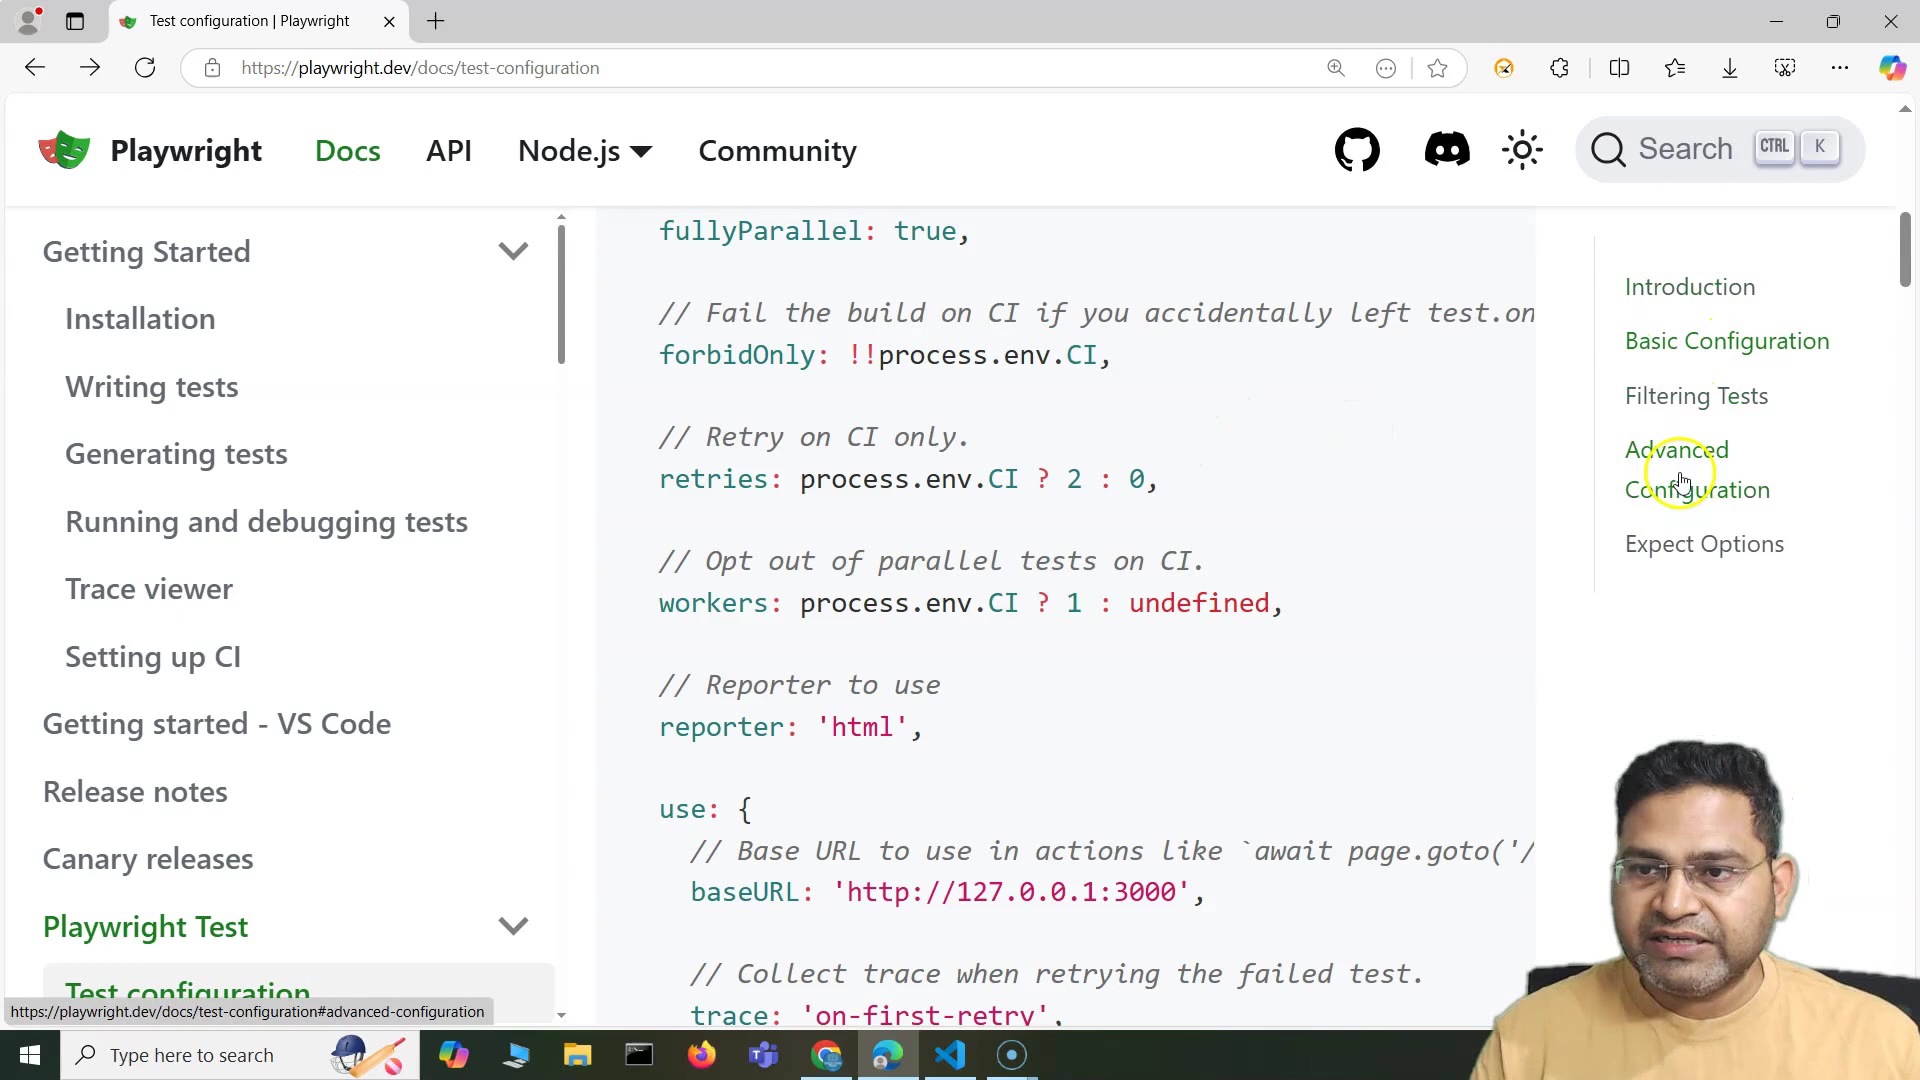 Test configuration | Playwright
https://playwright.dev/docs/test-configuration
Playwright
Docs
API
Node.js
Community
Search
CTRL
K
Getting Started
Installation
Writing tests
Generating tests
Running and debugging tests
Trace viewer
Setting up CI
Getting started - VS Code
Release notes
Canary releases
Playwright Test
Test configuration
fullyParallel: true,
// Fail the build on CI if you accidentally left test.on
forbidOnly: !!process.env.CI,
// Retry on CI only.
retries: process.env.CI ? 2 : 0,
// Opt out of parallel tests on CI.
workers: process.env.CI ? 1 : undefined,
// Reporter to use
reporter: 'html',
use: {
// Base URL to use in actions like `await page.goto('/
baseURL: 'http://127.0.0.1:3000',
// Collect trace when retrying the failed test.
trace: 'on-first-retry',
Introduction
Basic Configuration
Filtering Tests
Advanced
Configuration
Expect Options
https://playwright.dev/docs/test-configuration#advanced-configuration
Type here to search